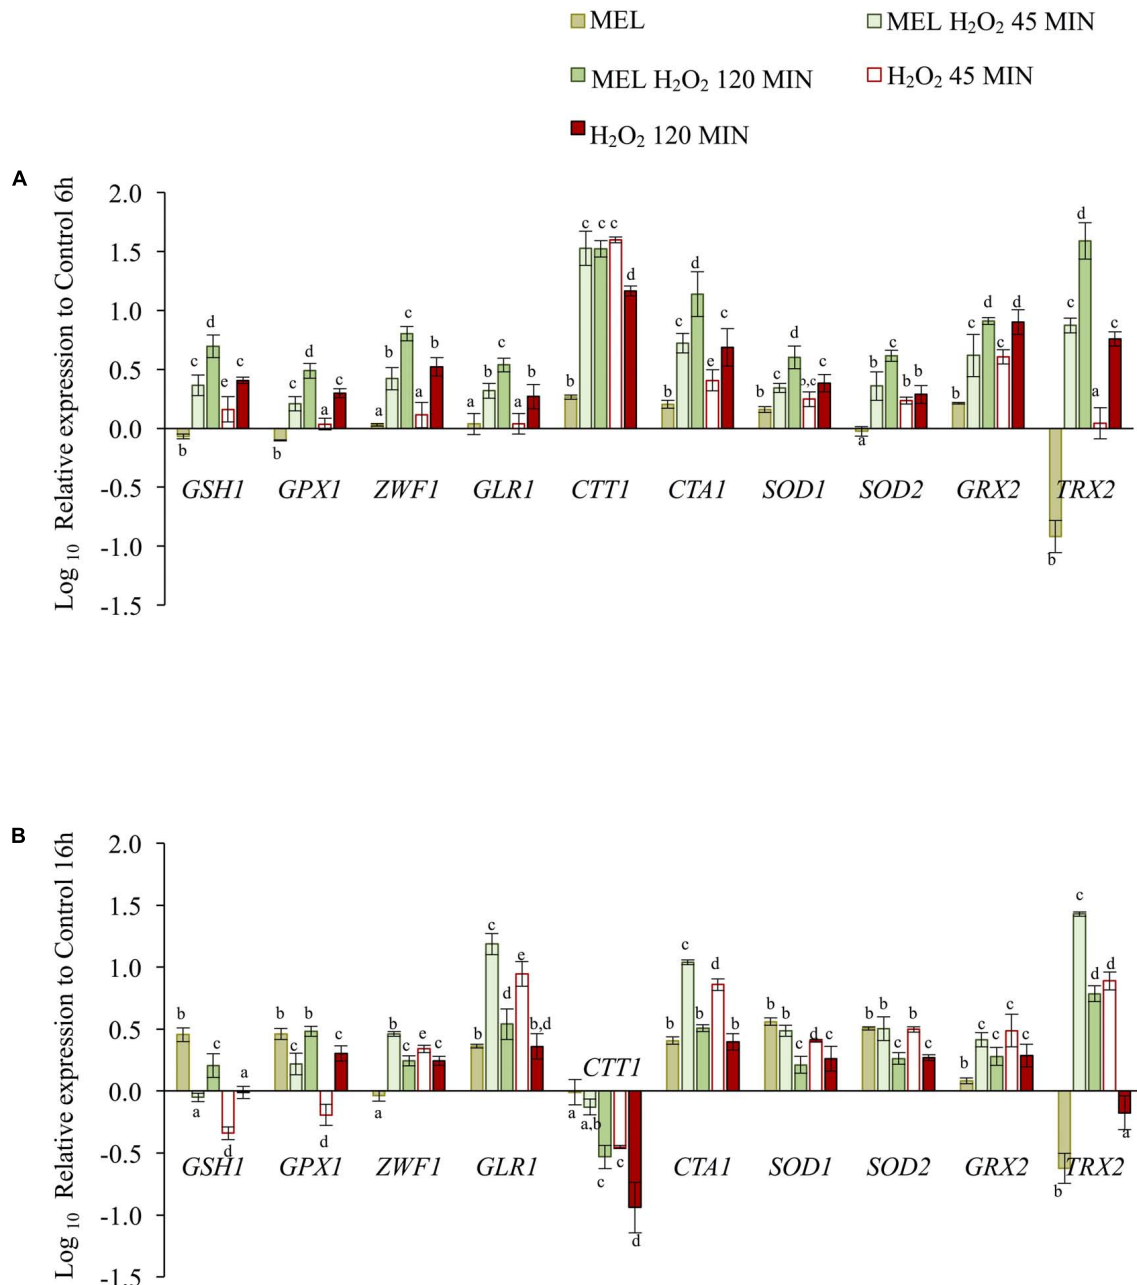 MEL
MEL H₂O₂ 45 MIN
MEL H₂O₂ 120 MIN
H₂O₂ 45 MIN
H₂O₂ 120 MIN
A
Log 10 Relative expression to Control 6h
2.0
1.5
1.0
0.5
0.0
-0.5
-1.0
-1.5
b c d e c
b c d a c
a b c a b
a b c a b
b c c c d
b c d e c
b c d b,c c
a b c b b
b c d c d
b c d a c
GSH1 GPX1 ZWF1 GLR1 CTT1 CTA1 SOD1 SOD2 GRX2 TRX2
B
Log 10 Relative expression to Control 16h
2.0
1.5
1.0
0.5
0.0
-0.5
-1.0
-1.5
b a c d a
b c b d c
a b c e c
b c d e b,d
a a,b c c d
b c b d b
b b c d c
b b c b c
b c c c c
b c d d a
GSH1 GPX1 ZWF1 GLR1 CTT1 CTA1 SOD1 SOD2 GRX2 TRX2